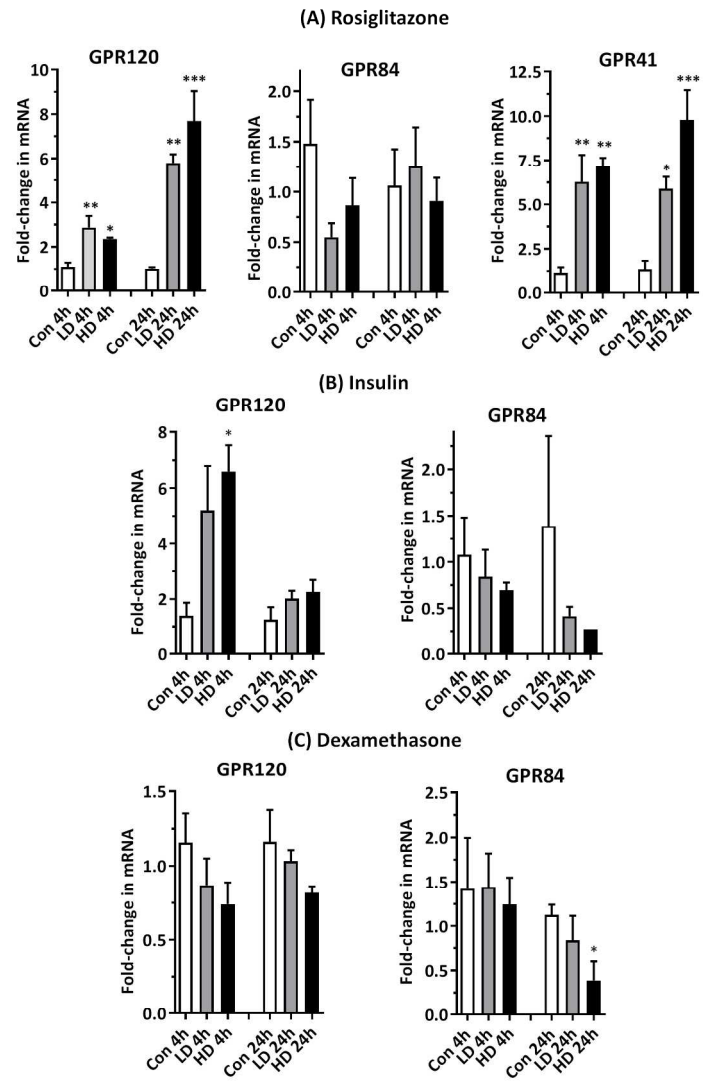 (A) Rosiglitazone
GPR120
Fold-change in mRNA
10
8
6
4
2
0
** * ** ***
Con 4h
LD 4h
HD 4h
Con 24h
LD 24h
HD 24h
GPR84
Fold-change in mRNA
2.0
1.5
1.0
0.5
0.0
Con 4h
LD 4h
HD 4h
Con 4h
LD 4h
HD 4h
GPR41
Fold-change in mRNA
12.5
10.0
7.5
5.0
2.5
0.0
** ** * ***
Con 4h
LD 4h
HD 4h
Con 24h
LD 24h
HD 24h
(B) Insulin
GPR120
Fold-change in mRNA
8
6
4
2
0
*
Con 4h
LD 4h
HD 4h
Con 24h
LD 24h
HD 24h
GPR84
Fold-change in mRNA
2.0
1.5
1.0
0.5
0.0
Con 4h
LD 4h
HD 4h
Con 24h
LD 24h
HD 24h
(C) Dexamethasone
GPR120
Fold-change in mRNA
1.5
1.0
0.5
0.0
Con 4h
LD 4h
HD 4h
Con 24h
LD 24h
HD 24h
GPR84
Fold-change in mRNA
2.5
2.0
1.5
1.0
0.5
0.0
*
Con 4h
LD 4h
HD 4h
Con 24h
LD 24h
HD 24h